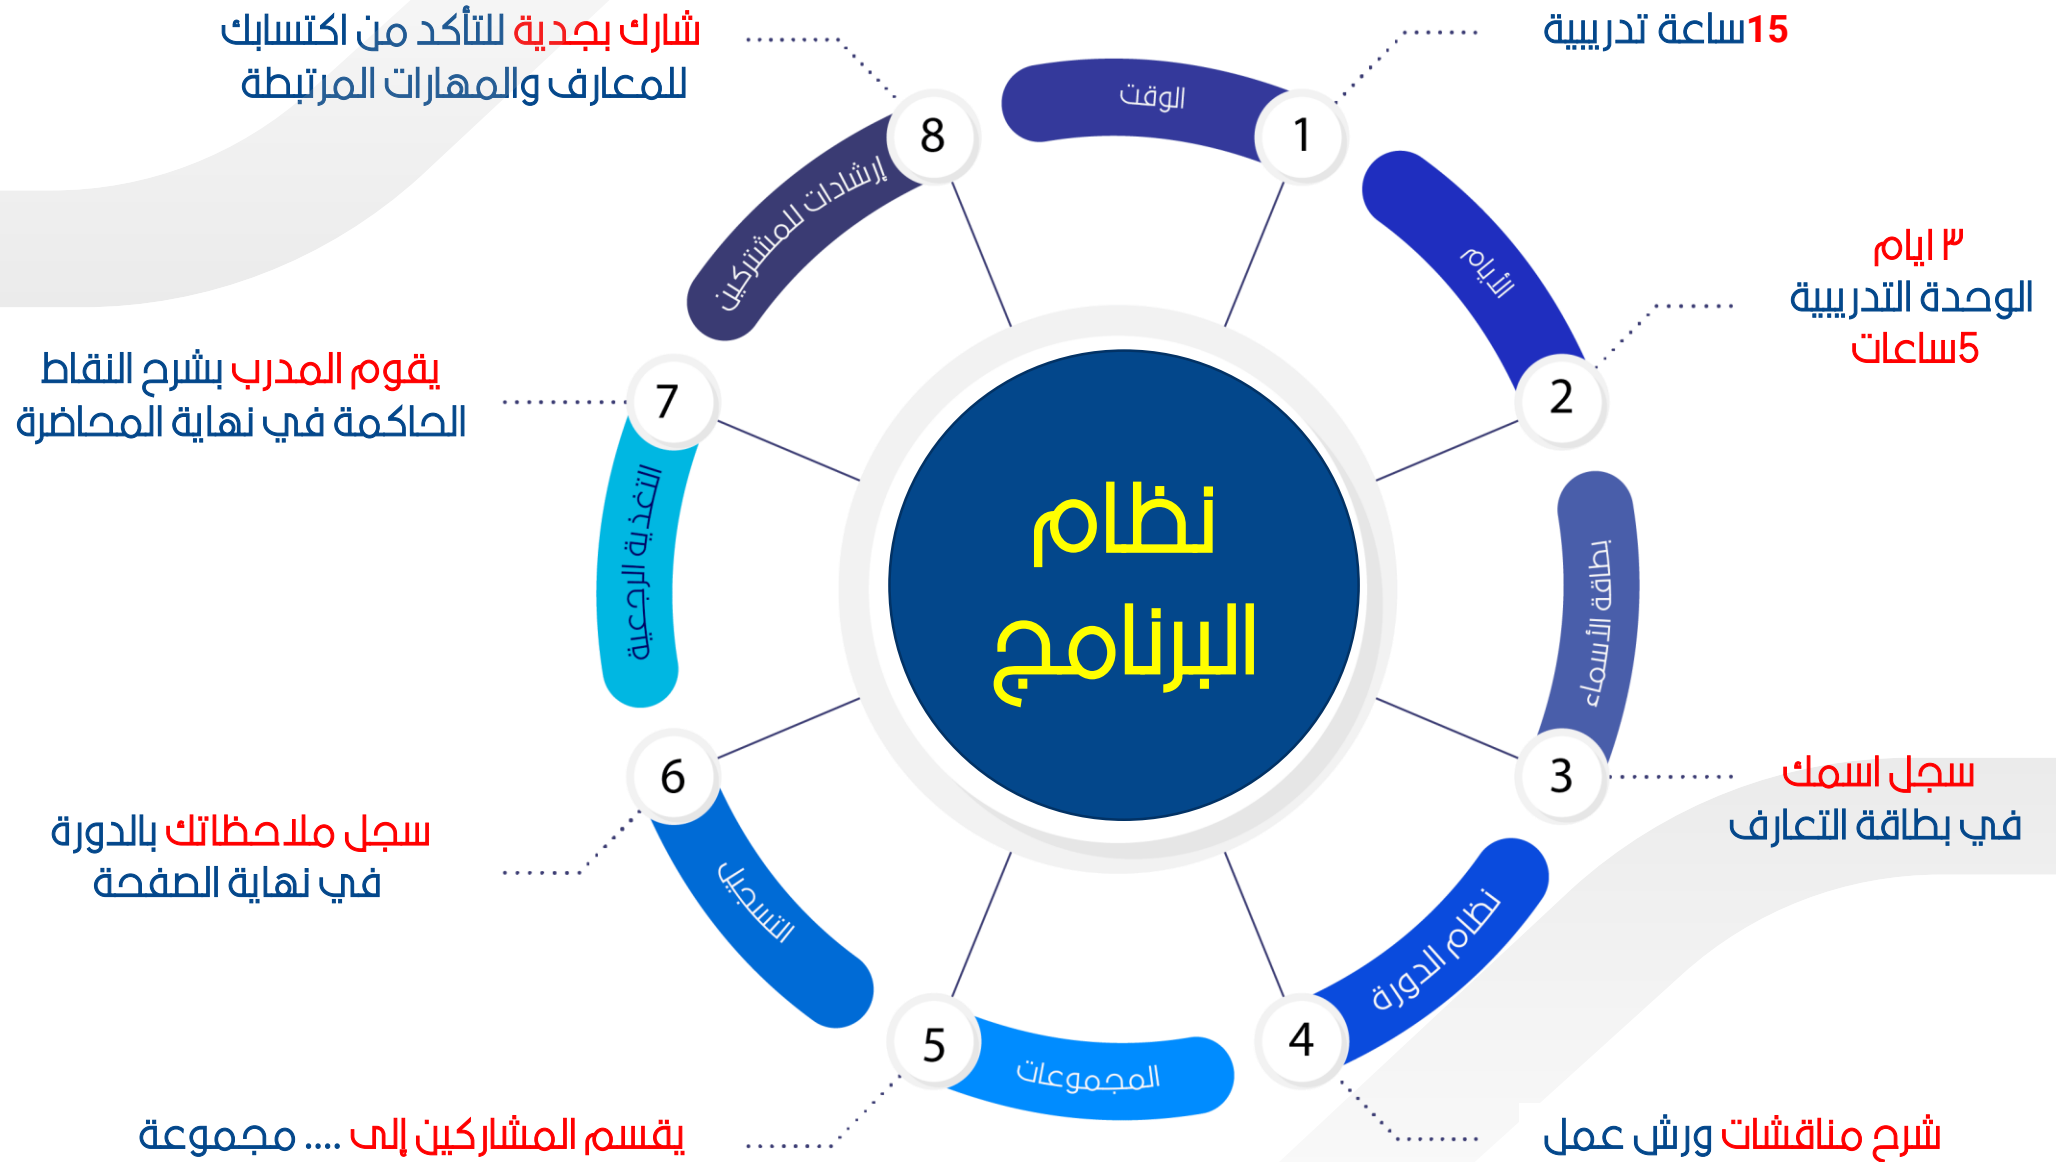 نظام
البرنامج
1
الوقت
15ساعة تدريبية
2
الأيام
٣ ايام
الوحدة التدريبية
5ساعات
3
بطاقة الأسماء
سجل اسمك
في بطاقة التعارف
4
نظام الدورة
شرح مناقشات ورش عمل
5
المجموعات
يقسم المشاركين إلى .... مجموعة
6
التسجيل
سجل ملاحظاتك بالدورة
في نهاية الصفحة
7
التغذية الرجعية
يقوم المدرب بشرح النقاط
الحاكمة في نهاية المحاضرة
8
إرشادات للمشتركين
شارك بجدية للتأكد من اكتسابك
للمعارف والمهارات المرتبطة